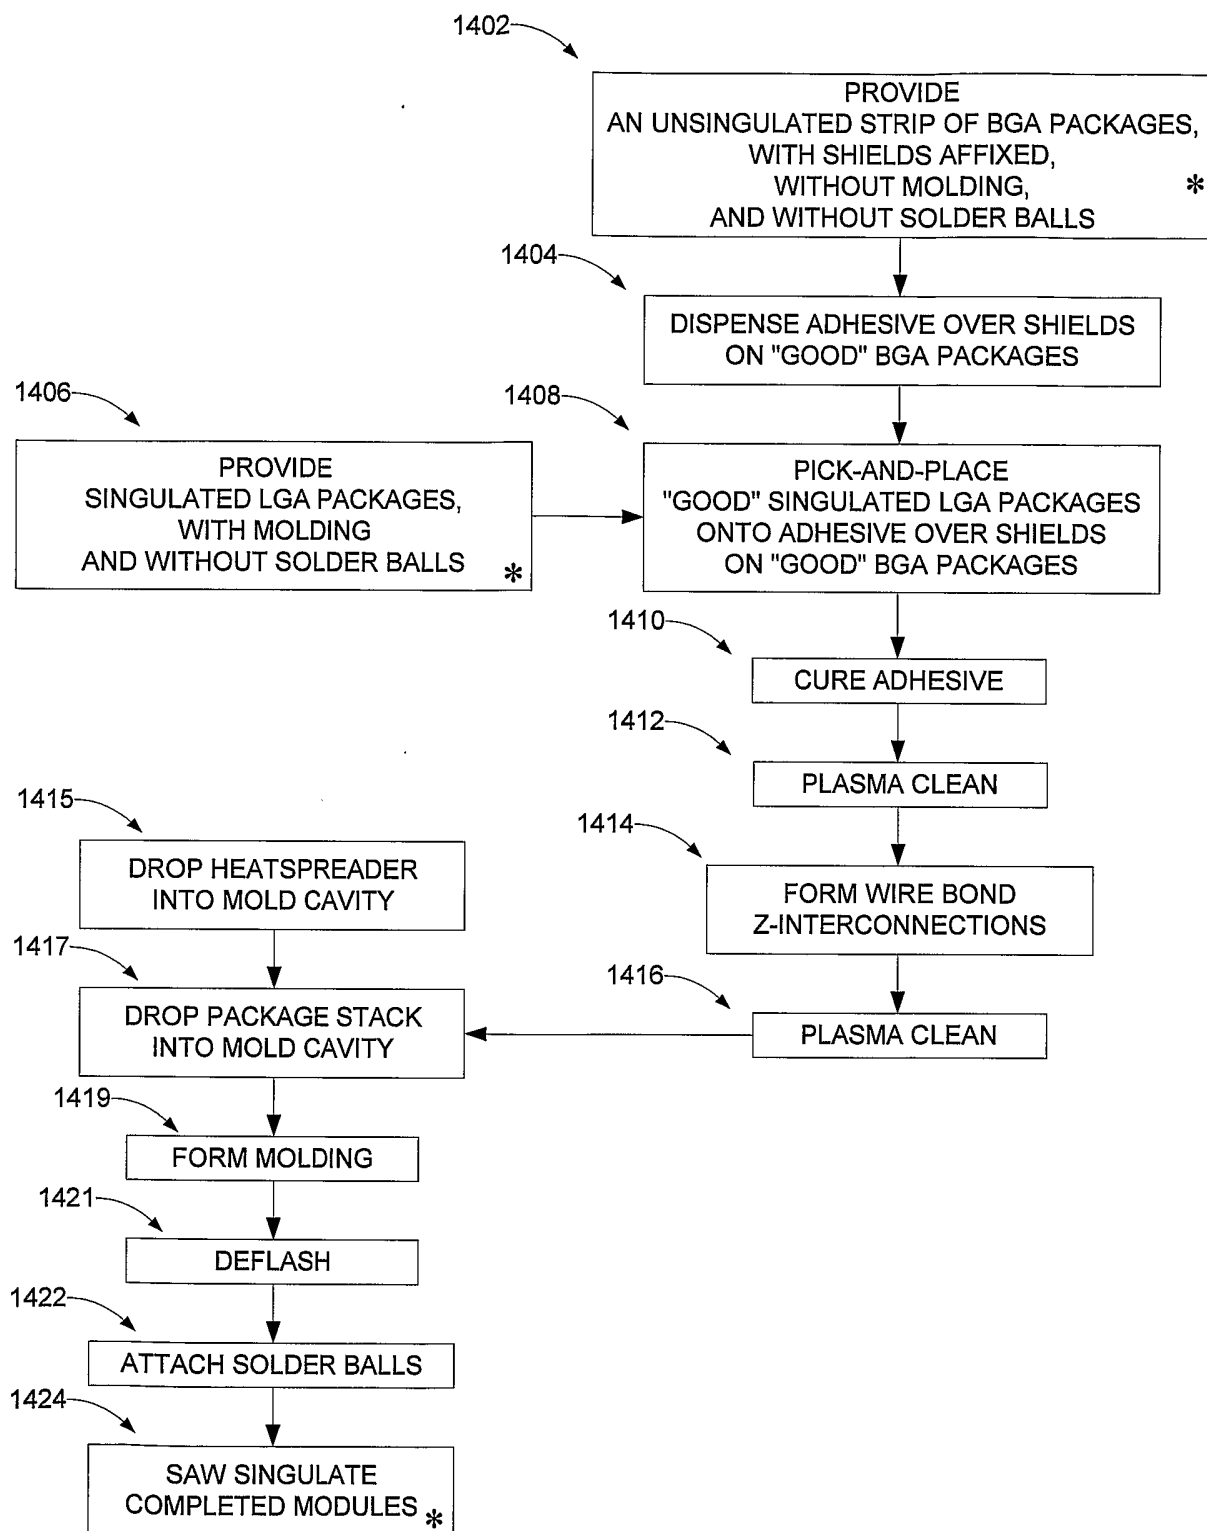 1402
PROVIDE
AN UNSINGULATED STRIP OF BGA PACKAGES,
WITH SHIELDS AFFIXED,
WITHOUT MOLDING,
AND WITHOUT SOLDER BALLS
*
1404
DISPENSE ADHESIVE OVER SHIELDS
ON "GOOD" BGA PACKAGES
1406
PROVIDE
SINGULATED LGA PACKAGES,
WITH MOLDING
AND WITHOUT SOLDER BALLS
*
1408
PICK-AND-PLACE
"GOOD" SINGULATED LGA PACKAGES
ONTO ADHESIVE OVER SHIELDS
ON "GOOD" BGA PACKAGES
1410
CURE ADHESIVE
1412
PLASMA CLEAN
1414
FORM WIRE BOND
Z-INTERCONNECTIONS
1416
PLASMA CLEAN
1415
DROP HEATSPREADER
INTO MOLD CAVITY
1417
DROP PACKAGE STACK
INTO MOLD CAVITY
1419
FORM MOLDING
1421
DEFLASH
1422
ATTACH SOLDER BALLS
1424
SAW SINGULATE
COMPLETED MODULES
*